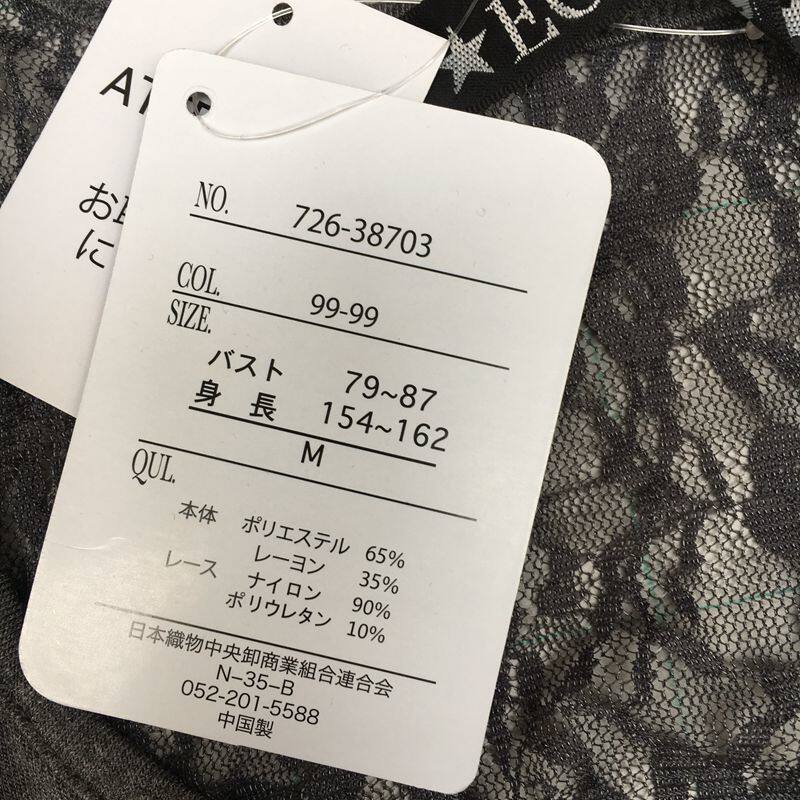 NO. 726-38703
COL. 99-99
SIZE.
バスト 79~87
身長 154~162
M
QUL.
本体 ポリエステル 65%
レーヨン 35%
レース ナイロン 90%
ポリウレタン 10%
日本織物中央卸商業組合連合会
N-35-B
052-201-5588
中国製